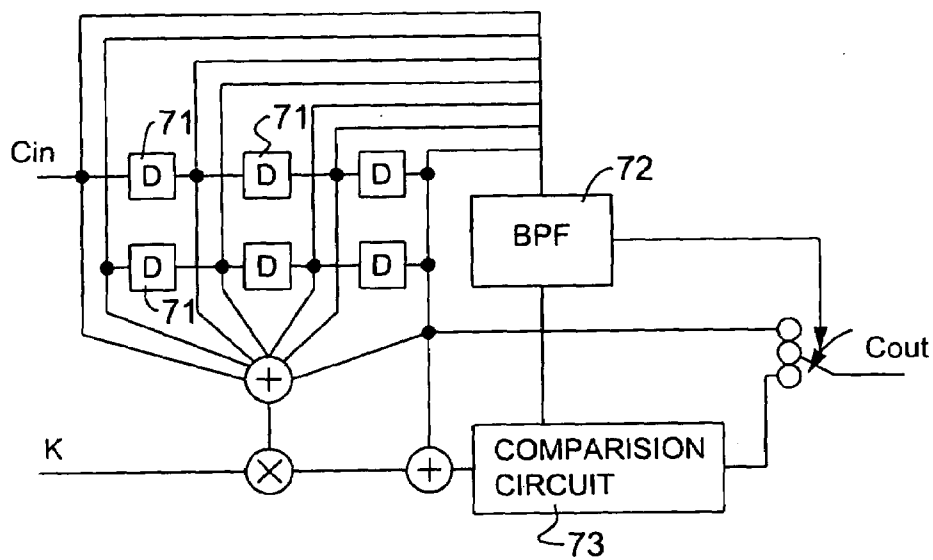 71
71
Cin
D
D
D
72
BPF
D
D
D
71
Cout
+
K
×
+
COMPARISION
CIRCUIT
73